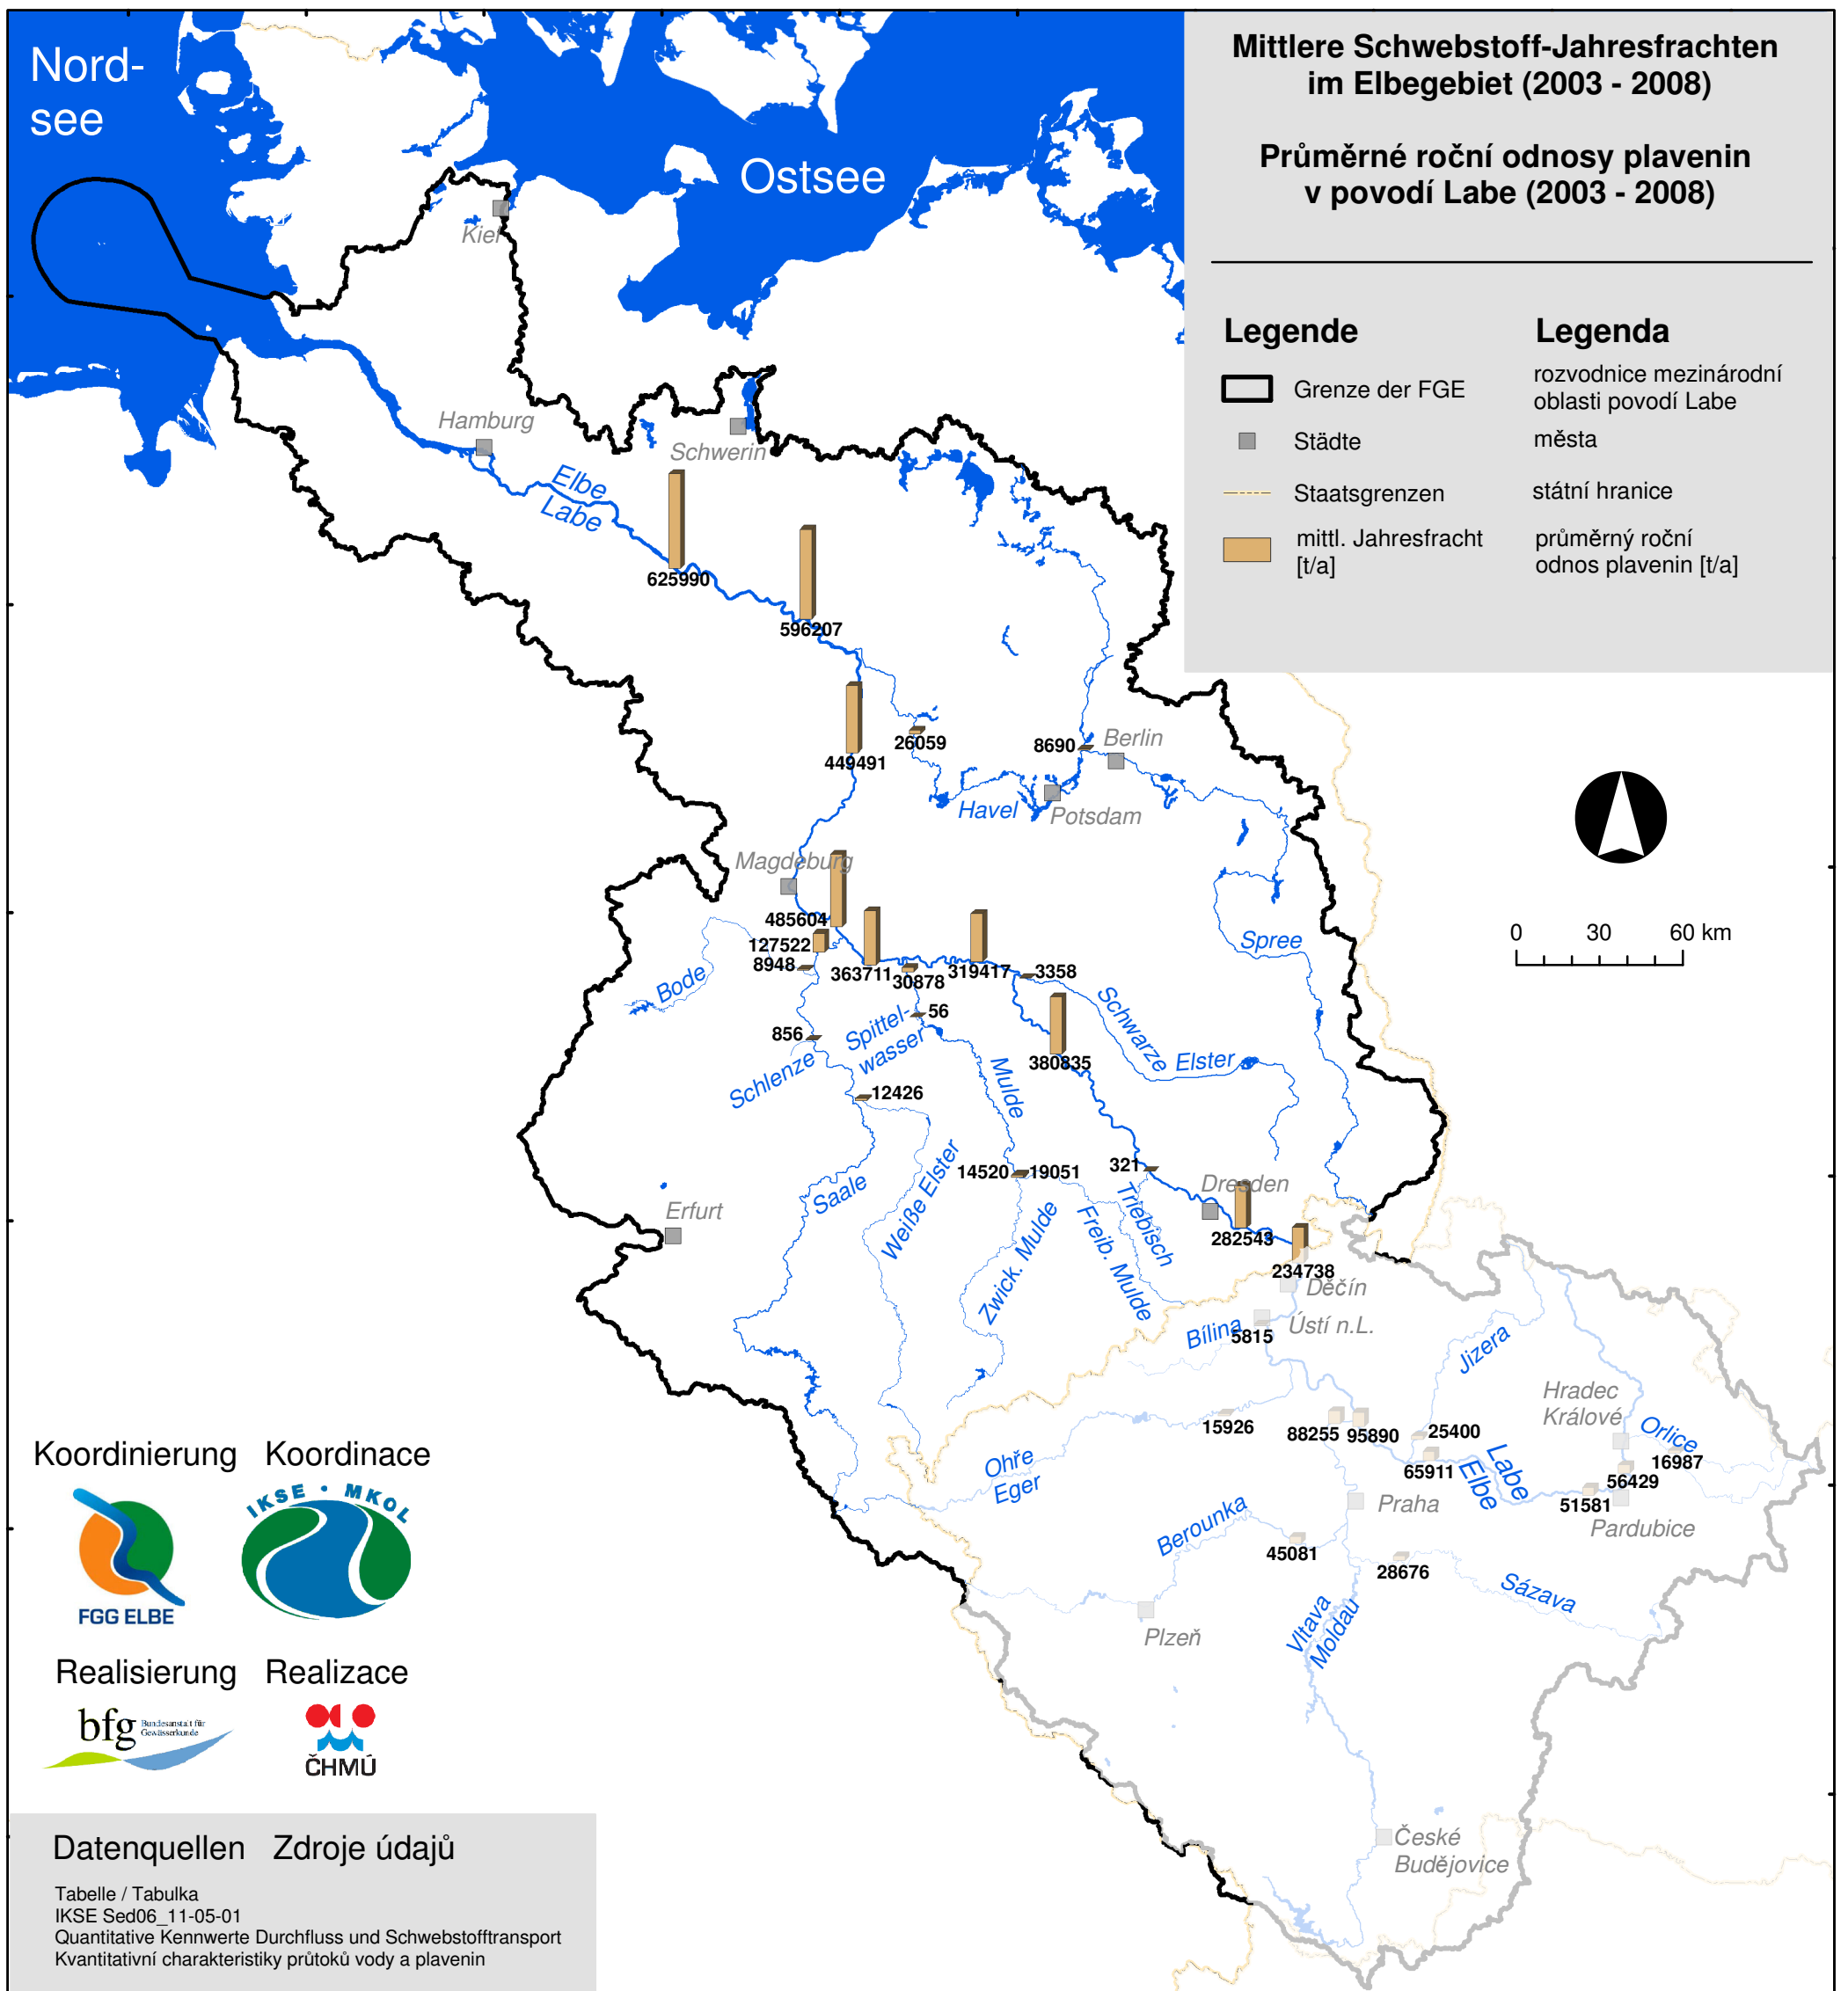 Mittlere Schwebstoff-Jahresfrachten
im Elbegebiet (2003 - 2008)
Průměrné roční odnosy plavenin
v povodí Labe (2003 - 2008)
Legende
Legenda
Grenze der FGE
rozvodnice mezinárodní
oblasti povodí Labe
Städte
města
Staatsgrenzen
státní hranice
mittl. Jahresfracht
[t/a]
průměrný roční
odnos plavenin [t/a]
Nord-
see
Ostsee
Kiel
Hamburg
Schwerin
Elbe
Labe
625990
596207
449491
26059
8690
Berlin
Havel
Potsdam
Magdeburg
485604
127522
8948
363711
30878
319417
3358
Spree
0 30 60 km
Bode
856
Spittel-
wasser
56
Schlenze
12426
Mulde
380835
Schwarze
Elster
14520
19051
321
Dresden
Saale
Weiße Elster
Zwick. Mulde
Freib. Mulde
Triebisch
Erfurt
282543
234738
Děčín
Bílina
5815
Ústí n.L.
Jizera
Hradec
Králové
15926
88255
95890
25400
65911
Labe
Elbe
Orlice
16987
56429
51581
Pardubice
Ohře
Eger
Praha
Berounka
45081
28676
Sázava
Vltava
Moldau
Plzeň
České
Budějovice
Koordinierung Koordinace
FGG ELBE
IKSE • MKOL
Realisierung Realizace
bfg
Bundesanstalt für
Gewässerkunde
ČHMÚ
Datenquellen Zdroje údajů
Tabelle / Tabulka
IKSE Sed06_11-05-01
Quantitative Kennwerte Durchfluss und Schwebstofftransport
Kvantitativní charakteristiky průtoků vody a plavenin